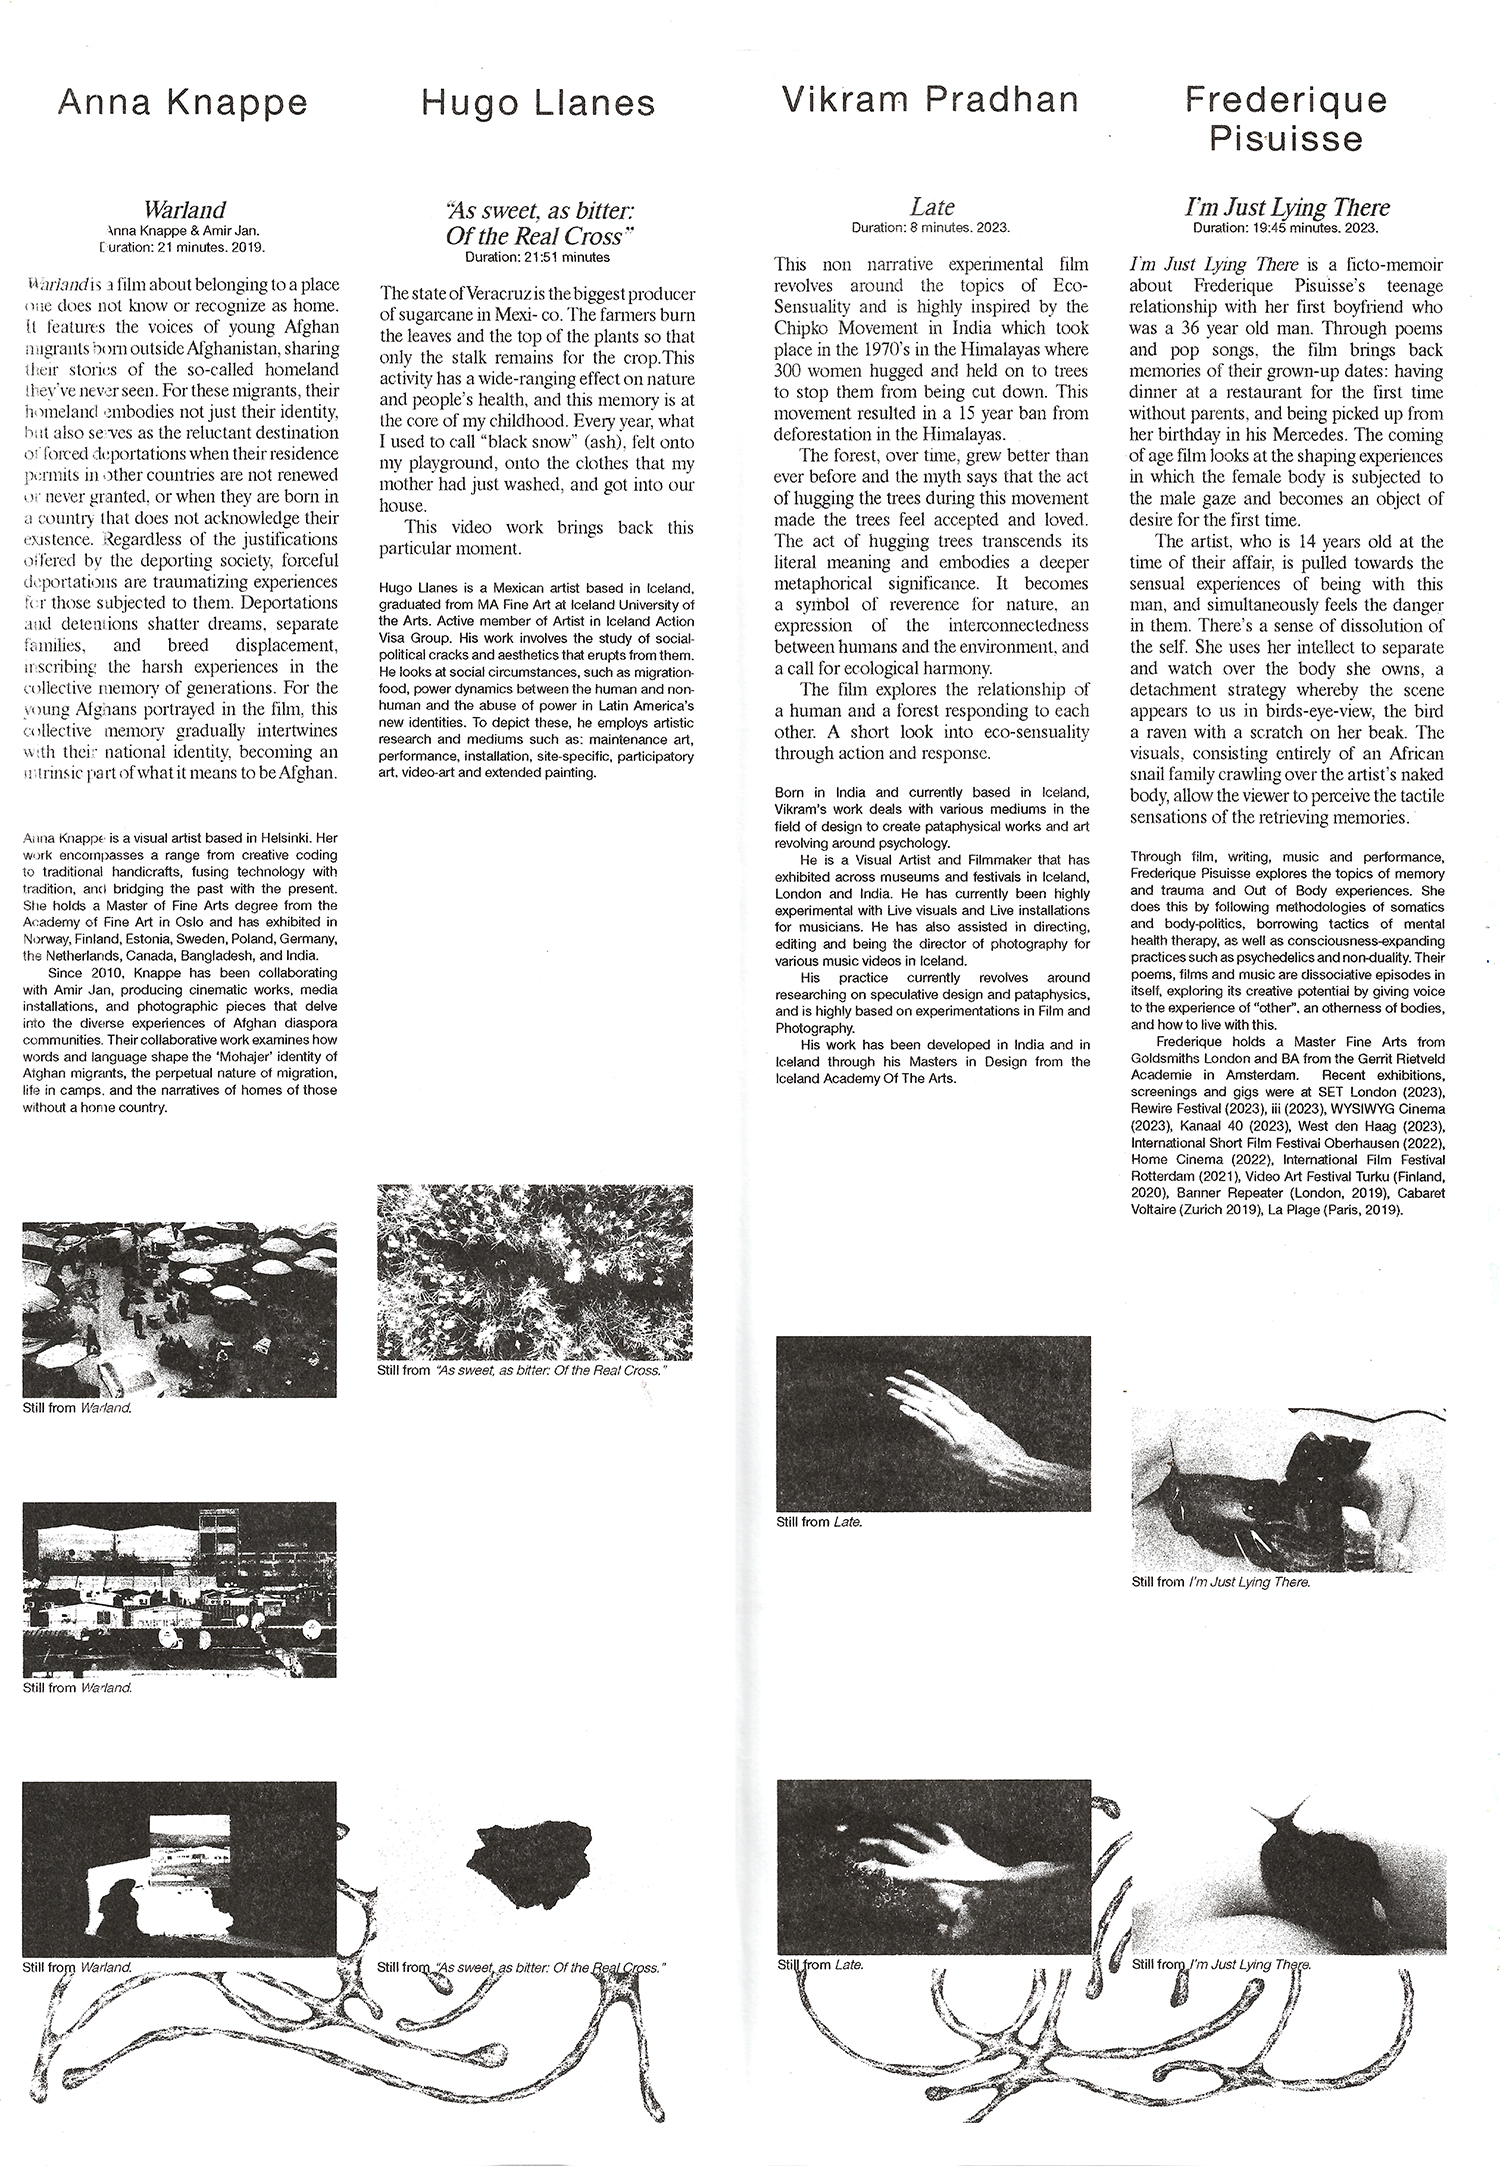 Anna Knappe
Warland
Anna Knappe & Amir Jan.
Duration: 21 minutes. 2019.
Warland is a film about belonging to a place
one does not know or recognize as home.
It features the voices of young Afghan
migrants born outside Afghanistan, sharing
their stories of the so-called homeland
they've never seen. For these migrants, their
homeland embodies not just their identity,
but also serves as the reluctant destination
of forced deportations when their residence
permits in other countries are not renewed
or never granted, or when they are born in
a country that does not acknowledge their
existence. Regardless of the justifications
offered by the deporting society, forceful
deportations are traumatizing experiences
for those subjected to them. Deportations
and detentions shatter dreams, separate
families, and breed displacement,
inscribing the harsh experiences in the
collective memory of generations. For the
young Afghans portrayed in the film, this
collective memory gradually intertwines
with their national identity, becoming an
intrinsic part of what it means to be Afghan.
Anna Knappe is a visual artist based in Helsinki. Her
work encompasses a range from creative coding
to traditional handicrafts, fusing technology with
tradition, and bridging the past with the present.
She holds a Master of Fine Arts degree from the
Academy of Fine Art in Oslo and has exhibited in
Norway, Finland, Estonia, Sweden, Poland, Germany,
the Netherlands, Canada, Bangladesh, and India.
Since 2010, Knappe has been collaborating
with Amir Jan, producing cinematic works, media
installations, and photographic pieces that delve
into the diverse experiences of Afghan diaspora
communities. Their collaborative work examines how
words and language shape the 'Mohajer' identity of
Afghan migrants, the perpetual nature of migration,
life in camps, and the narratives of homes of those
without a home country.
Still from Warland.
Still from Warland.
Still from Warland.
Hugo Llanes
"As sweet, as bitter:
Of the Real Cross"
Duration: 21:51 minutes
The state of Veracruz is the biggest producer
of sugarcane in Mexi- co. The farmers burn
the leaves and the top of the plants so that
only the stalk remains for the crop.This
activity has a wide-ranging effect on nature
and people's health, and this memory is at
the core of my childhood. Every year, what
I used to call "black snow" (ash), felt onto
my playground, onto the clothes that my
mother had just washed, and got into our
house.
This video work brings back this
particular moment.
Hugo Llanes is a Mexican artist based in Iceland,
graduated from MA Fine Art at Iceland University of
the Arts. Active member of Artist in Iceland Action
Visa Group. His work involves the study of social-
political cracks and aesthetics that erupts from them.
He looks at social circumstances, such as migration-
food, power dynamics between the human and non-
human and the abuse of power in Latin America's
new identities. To depict these, he employs artistic
research and mediums such as: maintenance art,
performance, installation, site-specific, participatory
art, video-art and extended painting.
Still from "As sweet, as bitter: Of the Real Cross."
Still from "As sweet, as bitter: Of the Real Cross."
Vikram Pradhan
Late
Duration: 8 minutes. 2023.
This non narrative experimental film
revolves around the topics of Eco-
Sensuality and is highly inspired by the
Chipko Movement in India which took
place in the 1970's in the Himalayas where
300 women hugged and held on to trees
to stop them from being cut down. This
movement resulted in a 15 year ban from
deforestation in the Himalayas.
The forest, over time, grew better than
ever before and the myth says that the act
of hugging the trees during this movement
made the trees feel accepted and loved.
The act of hugging trees transcends its
literal meaning and embodies a deeper
metaphorical significance. It becomes
a symbol of reverence for nature, an
expression of the interconnectedness
between humans and the environment, and
a call for ecological harmony.
The film explores the relationship of
a human and a forest responding to each
other. A short look into eco-sensuality
through action and response.
Born in India and currently based in Iceland,
Vikram's work deals with various mediums in the
field of design to create pataphysical works and art
revolving around psychology.
He is a Visual Artist and Filmmaker that has
exhibited across museums and festivals in Iceland,
London and India. He has currently been highly
experimental with Live visuals and Live installations
for musicians. He has also assisted in directing,
editing and being the director of photography for
various music videos in Iceland.
His practice currently revolves around
researching on speculative design and pataphysics,
and is highly based on experimentations in Film and
Photography.
His work has been developed in India and in
Iceland through his Masters in Design from the
Iceland Academy Of The Arts.
Still from Late.
Still from Late.
Frederique
Pisuisse
I'm Just Lying There
Duration: 19:45 minutes. 2023.
I'm Just Lying There is a ficto-memoir
about Frederique Pisuisse's teenage
relationship with her first boyfriend who
was a 36 year old man. Through poems
and pop songs, the film brings back
memories of their grown-up dates: having
dinner at a restaurant for the first time
without parents, and being picked up from
her birthday in his Mercedes. The coming
of age film looks at the shaping experiences
in which the female body is subjected to
the male gaze and becomes an object of
desire for the first time.
The artist, who is 14 years old at the
time of their affair, is pulled towards the
sensual experiences of being with this
man, and simultaneously feels the danger
in them. There's a sense of dissolution of
the self. She uses her intellect to separate
and watch over the body she owns, a
detachment strategy whereby the scene
appears to us in birds-eye-view, the bird
a raven with a scratch on her beak. The
visuals, consisting entirely of an African
snail family crawling over the artist's naked
body, allow the viewer to perceive the tactile
sensations of the retrieving memories.
Through film, writing, music and performance,
Frederique Pisuisse explores the topics of memory
and trauma and Out of Body experiences. She
does this by following methodologies of somatics
and body-politics, borrowing tactics of mental
health therapy, as well as consciousness-expanding
practices such as psychedelics and non-duality. Their
poems, films and music are dissociative episodes in
itself, exploring its creative potential by giving voice
to the experience of "other", an otherness of bodies,
and how to live with this.
Frederique holds a Master Fine Arts from
Goldsmiths London and BA from the Gerrit Rietveld
Academie in Amsterdam. Recent exhibitions,
screenings and gigs were at SET London (2023),
Rewire Festival (2023), iii (2023), WYSIWYG Cinema
(2023), Kanaal 40 (2023), West den Haag (2023),
International Short Film Festival Oberhausen (2022),
Home Cinema (2022), International Film Festival
Rotterdam (2021), Video Art Festival Turku (Finland,
2020), Banner Repeater (London, 2019), Cabaret
Voltaire (Zurich 2019), La Plage (Paris, 2019).
Still from I'm Just Lying There.
Still from I'm Just Lying There.